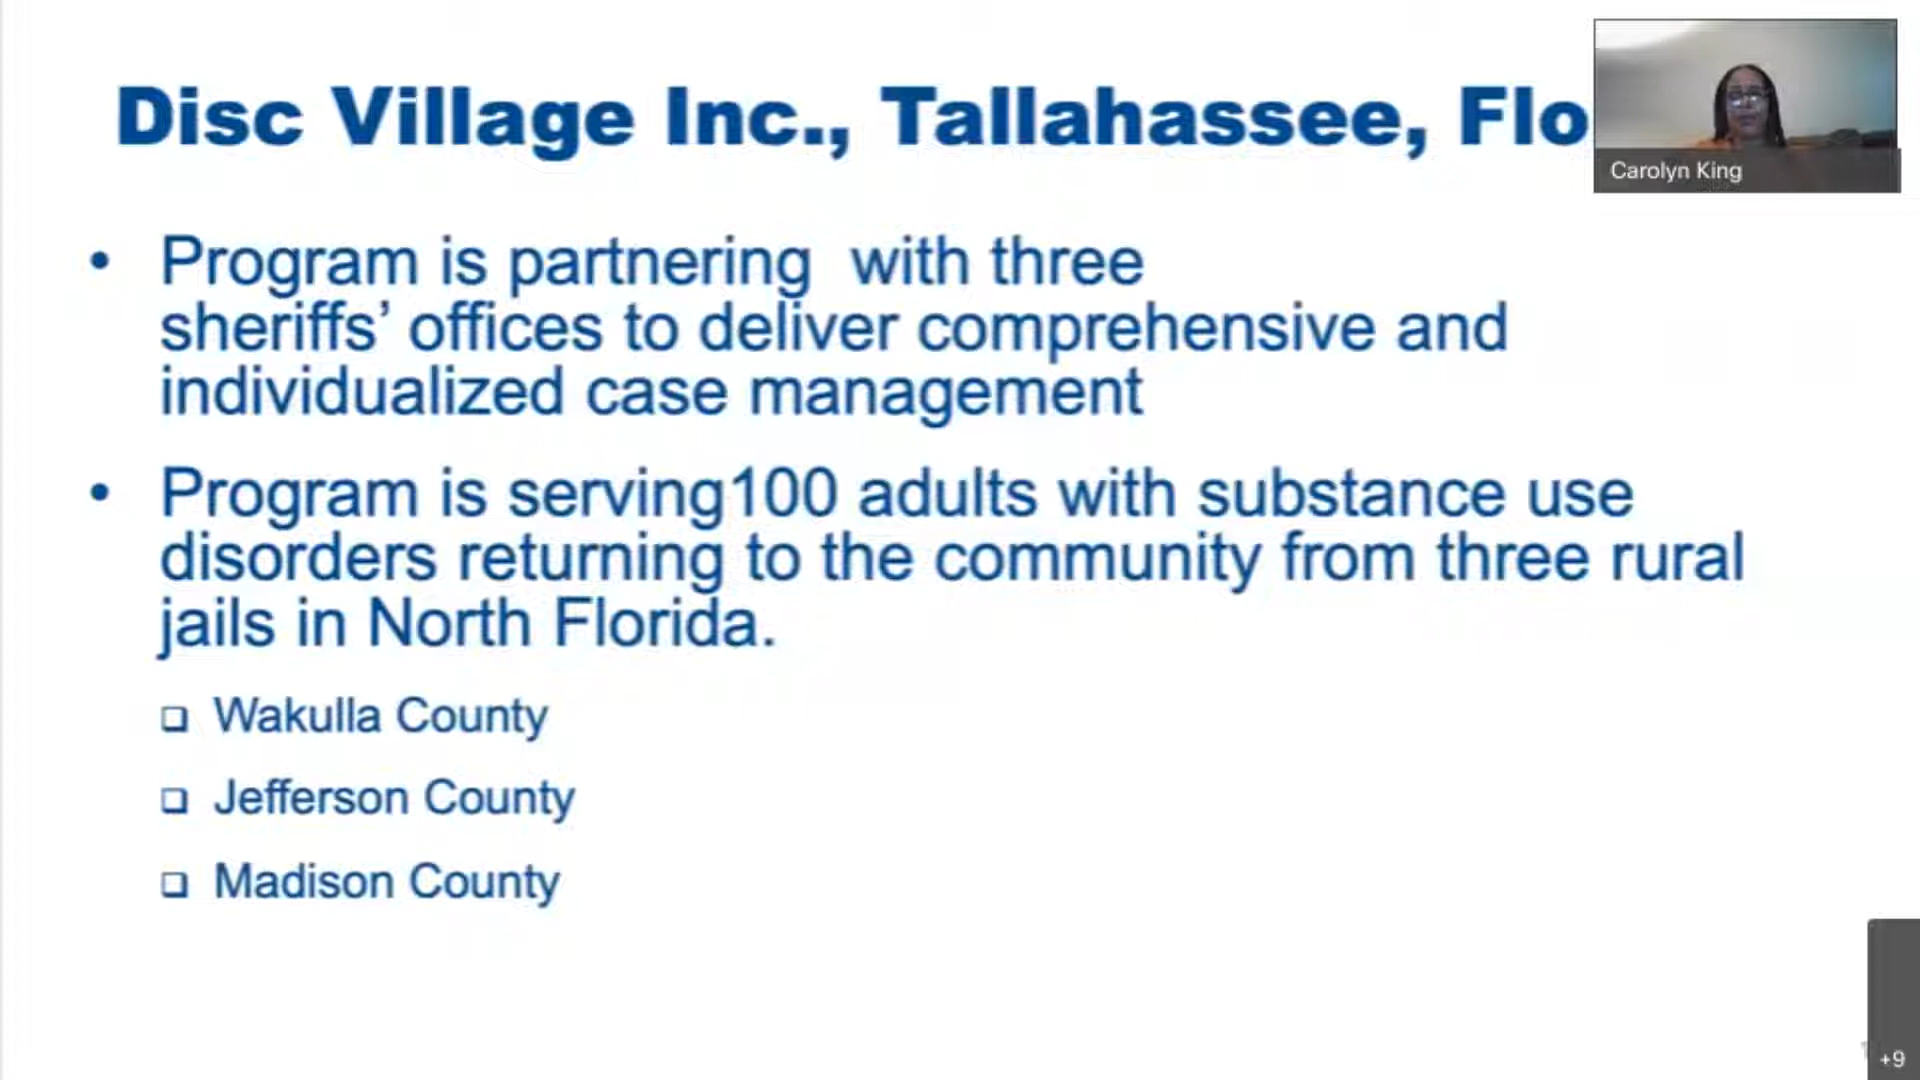 Disc Village Inc., Tallahassee, Flo
Carolyn King
• Program is partnering  with three
sheriffs’ offices to deliver comprehensive and
individualized case management
• Program is serving100 adults with substance use
disorders returning to the community from three rural
jails in North Florida.
❑ Wakulla County
❑ Jefferson County
❑ Madison County
+9